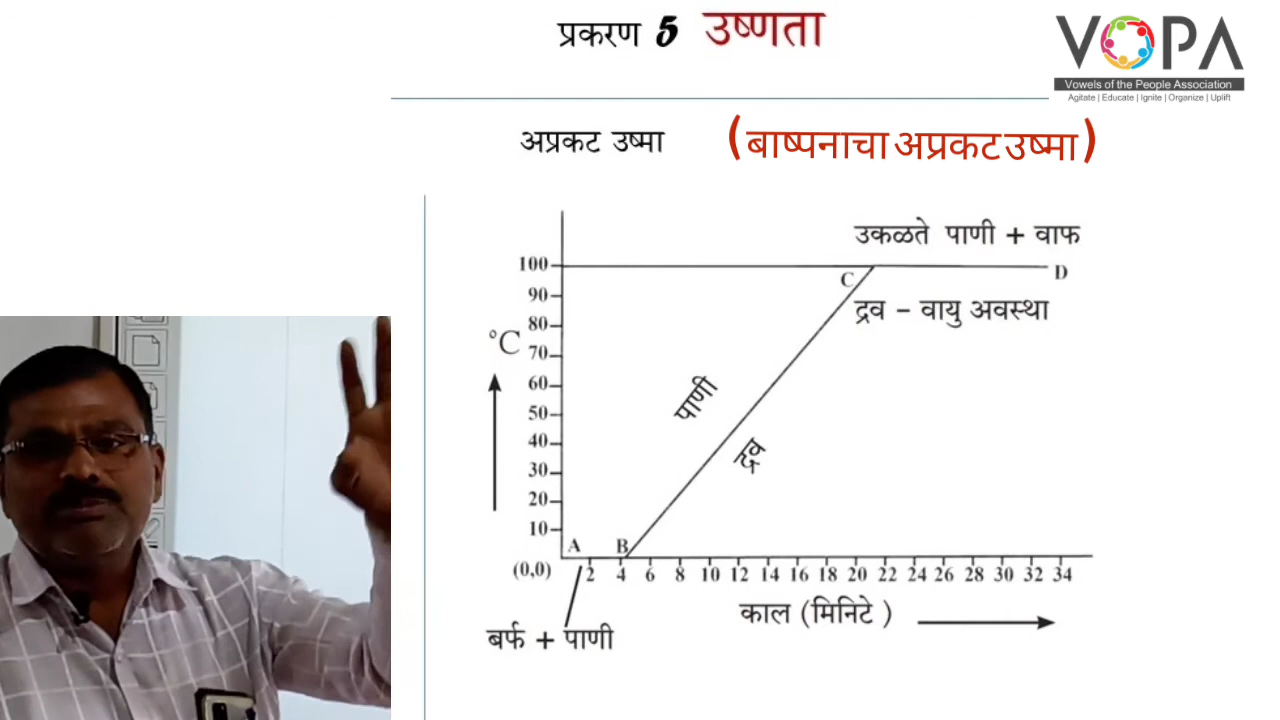 प्रकरण 5 उष्णता
VOPA
Vowels of the People Association
Agitate | Educate | Ignite | Organize | Uplift
अप्रकट उष्मा (बाष्पनाचा अप्रकट उष्मा)
उकळते पाणी + वाफ
100
C
D
90
द्रव – वायु अवस्था
80
°C
70
60
पाणी
50
40
द्रव
30
20
10
A
B
(0,0)
2 4 6 8 10 12 14 16 18 20 22 24 26 28 30 32 34
काल (मिनिटे )
बर्फ + पाणी